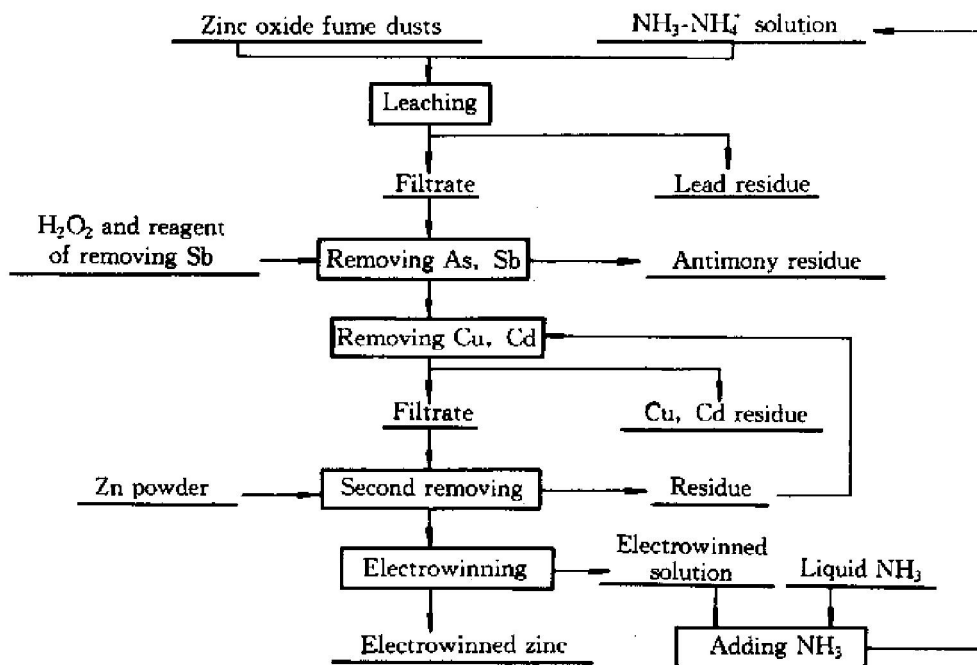 Zinc oxide fume dusts
NH₃-NH₄⁺ solution
Leaching
Filtrate
Lead residue
H₂O₂ and reagent
of removing Sb
Removing As, Sb
Antimony residue
Removing Cu, Cd
Filtrate
Cu, Cd residue
Zn powder
Second removing
Residue
Electrowinning
Electrowinned
solution
Liquid NH₃
Electrowinned zinc
Adding NH₃